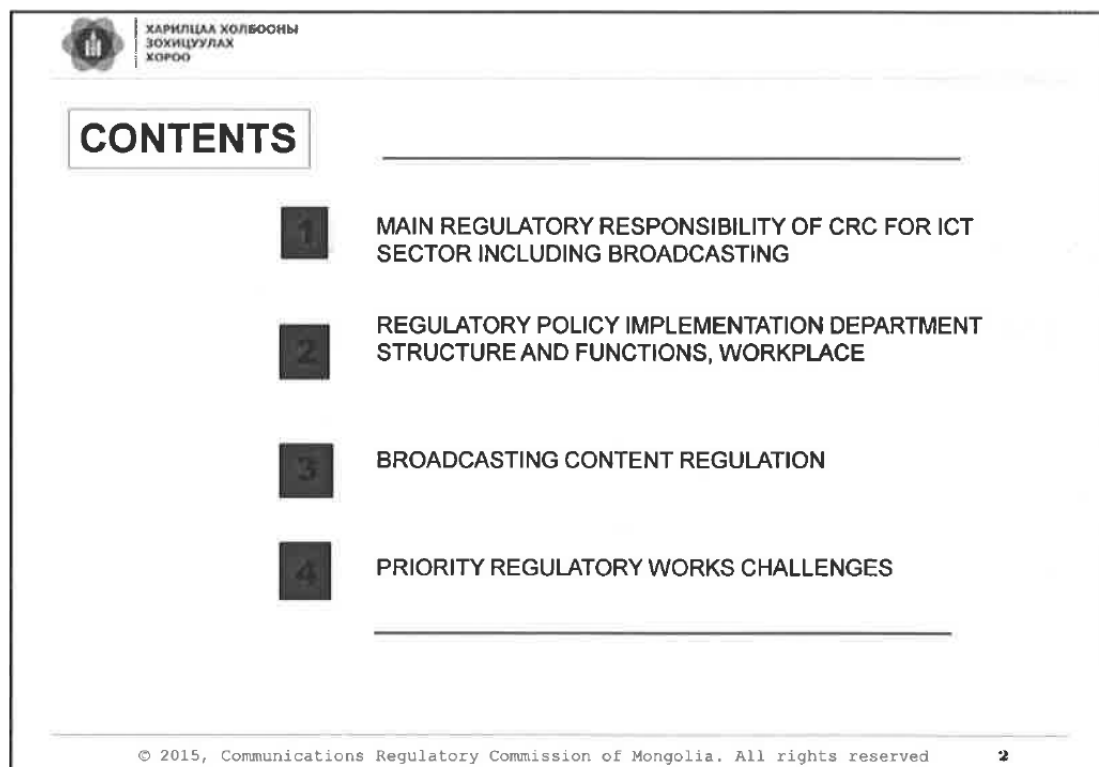 ХАРИЛЦАА ХОЛБООНЫ
ЗОХИЦУУЛАХ
ХОРОО
CONTENTS
1
MAIN REGULATORY RESPONSIBILITY OF CRC FOR ICT
SECTOR INCLUDING BROADCASTING
2
REGULATORY POLICY IMPLEMENTATION DEPARTMENT
STRUCTURE AND FUNCTIONS, WORKPLACE
3
BROADCASTING CONTENT REGULATION
4
PRIORITY REGULATORY WORKS CHALLENGES
© 2015, Communications Regulatory Commission of Mongolia. All rights reserved 2